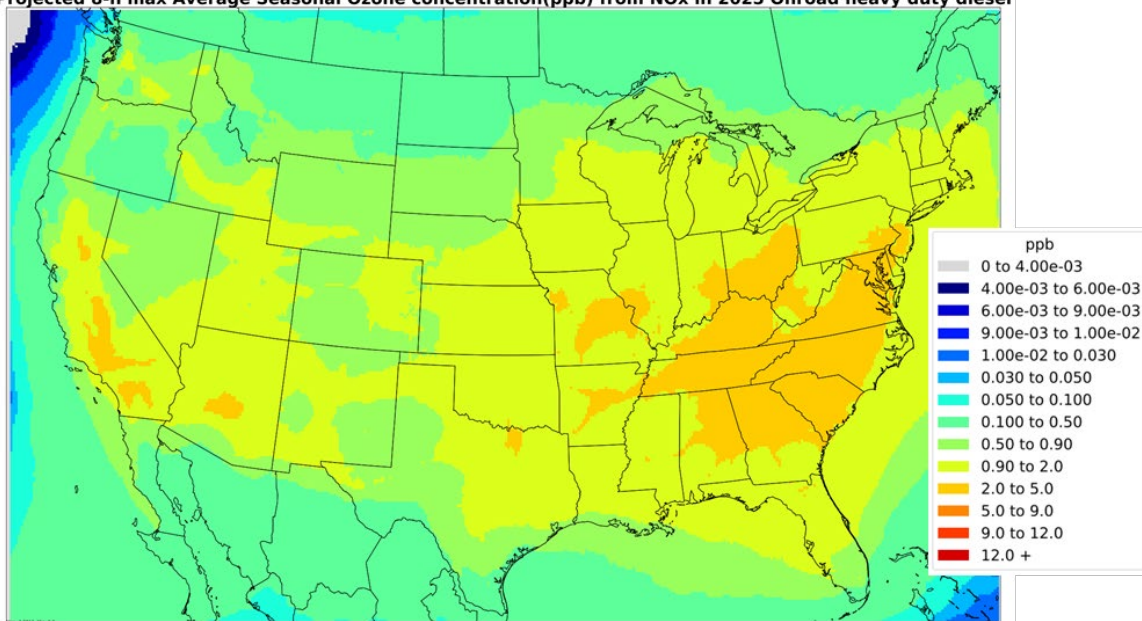 Projected 8-h max Average Seasonal Ozone concentration(ppb) from NOx in 2025 Onroad heavy duty diesel
ppb
0 to 4.00e-03
4.00e-03 to 6.00e-03
6.00e-03 to 9.00e-03
9.00e-03 to 1.00e-02
1.00e-02 to 0.030
0.030 to 0.050
0.050 to 0.100
0.100 to 0.50
0.50 to 0.90
0.90 to 2.0
2.0 to 5.0
5.0 to 9.0
9.0 to 12.0
12.0 +